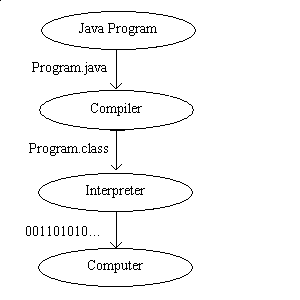 Java Program
Program.java
Compiler
Program.class
Interpreter
001101010...
Computer